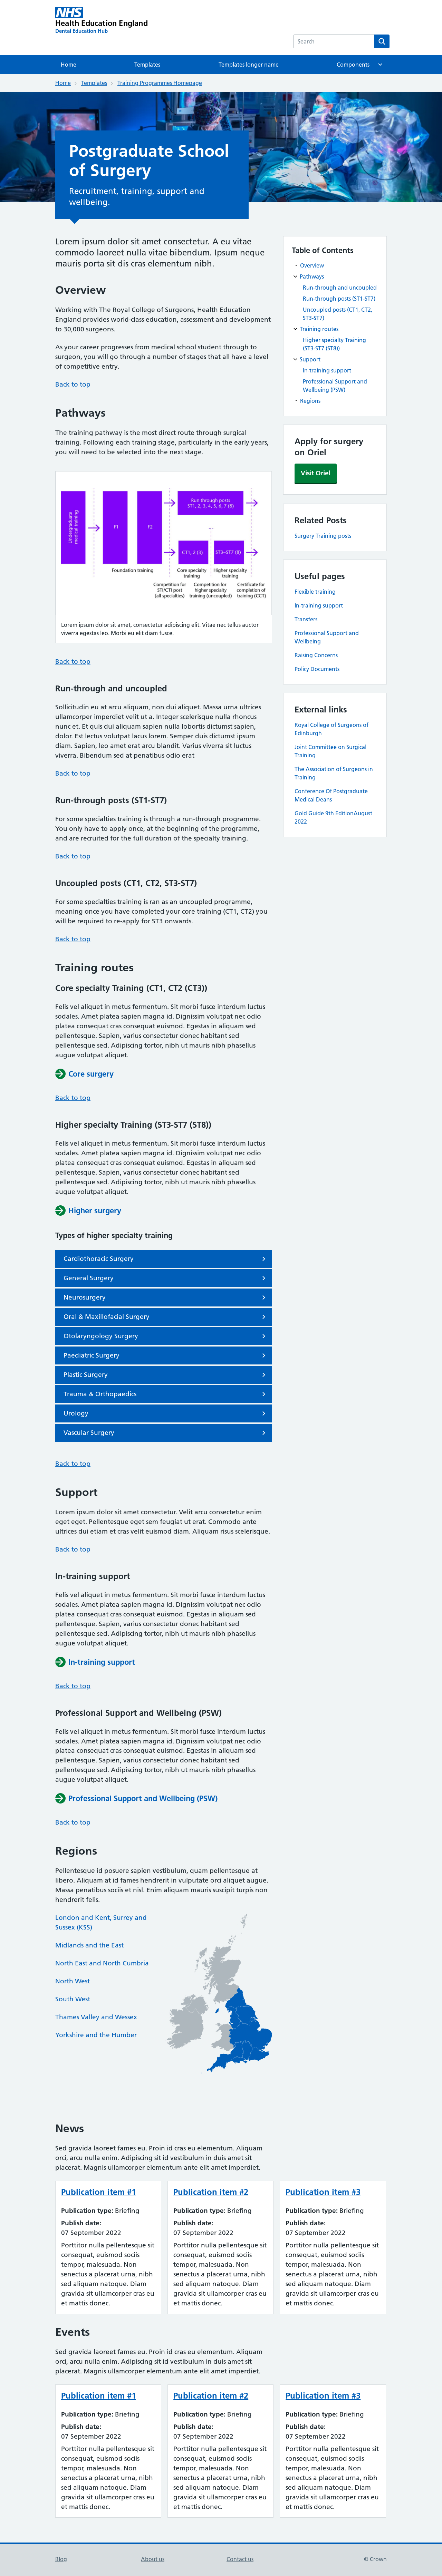 NHS
Health Education England
Dental Education Hub
Search
Home
Templates
Templates longer name
Components
Home
Templates
Training Programmes Homepage
Postgraduate School
of Surgery
Recruitment, training, support and
wellbeing.
Lorem ipsum dolor sit amet consectetur. A eu vitae
commodo laoreet nulla vitae bibendum. Ipsum neque
mauris porta sit dis cras elementum nibh.
Overview
Working with The Royal College of Surgeons, Health Education
England provides world-class education, assessment and development
to 30,000 surgeons.
As your career progresses from medical school student through to
surgeon, you will go through a number of stages that all have a level
of competitive entry.
Back to top
Pathways
The training pathway is the most direct route through surgical
training. Following each training stage, particularly in the early years,
you will need to be selected into the next stage.
Undergraduate
medical training
F1
F2
Run-through posts
ST1, 2, 3, 4, 5, 6, 7 (8)
CT1, 2 (3)
ST3–ST7 (8)
Foundation training
Core specialty
training
Higher specialty
training
Competition for
ST1/CT1 post
(all specialties)
Competition for
higher specialty
training (uncoupled)
Certificate for
completion of
training (CCT)
Lorem ipsum dolor sit amet, consectetur adipiscing elit. Vitae nec tellus auctor
viverra egestas leo. Morbi eu elit diam fusce.
Back to top
Run-through and uncoupled
Sollicitudin eu at arcu aliquam, non dui aliquet. Massa urna ultrices
ullamcorper imperdiet velit ut a. Integer scelerisque nulla rhoncus
nunc et. Et quis dui aliquam sapien mollis lobortis dictumst sapien.
Enim aliquet dictum quis lorem. Semper duis dictumst ipsum
diam. Sapien, leo amet erat arcu blandit. Varius dictum vel risus
viverra. Bibendum sed at penatibus odio erat
Back to top
Run-through posts (ST1-ST7)
For some specialties training is through a run-through programme.
You only have to apply once, at the beginning of the programme,
and are recruited for the full duration of the specialty training.
Back to top
Uncoupled posts (CT1, CT2, ST3-ST7)
For some specialties training is ran as an uncoupled programme,
meaning once you have completed your core training (CT1, CT2) you
will be required to re-apply for ST3 onwards.
Back to top
Training routes
Core specialty Training (CT1, CT2 (CT3))
Felis vel aliquet in metus fermentum. Sit morbi fusce integer luctus
sodales. Amet platea sapien magna id. Dignissim volutpat nec odio
platea consequat cras consequat euismod. Egestas in aliquam sed
pellentesque. Sapien, varius consectetur donec habitant sed
pellentesque sed. Adipiscing tortor, nibh ut mauris nibh phasellus
augue volutpat aliquet.
Core surgery
Back to top
Higher specialty Training (ST3-ST7 (ST8))
Felis vel aliquet in metus fermentum. Sit morbi fusce integer luctus
sodales. Amet platea sapien magna id. Dignissim volutpat nec odio
platea consequat cras consequat euismod. Egestas in aliquam sed
pellentesque. Sapien, varius consectetur donec habitant sed
pellentesque sed. Adipiscing tortor, nibh ut mauris nibh phasellus
augue volutpat aliquet.
Higher surgery
Types of higher specialty training
Cardiothoracic Surgery
General Surgery
Neurosurgery
Oral & Maxillofacial Surgery
Otolaryngology Surgery
Paediatric Surgery
Plastic Surgery
Trauma & Orthopaedics
Urology
Vascular Surgery
Back to top
Support
Lorem ipsum dolor sit amet consectetur. Velit arcu consectetur enim
eget eget. Pellentesque eget sem feugiat ut erat. Commodo ante
ultrices dui etiam et cras velit euismod diam. Aliquam risus scelerisque.
Back to top
In-training support
Felis vel aliquet in metus fermentum. Sit morbi fusce integer luctus
sodales. Amet platea sapien magna id. Dignissim volutpat nec odio
platea consequat cras consequat euismod. Egestas in aliquam sed
pellentesque. Sapien, varius consectetur donec habitant sed
pellentesque sed. Adipiscing tortor, nibh ut mauris nibh phasellus
augue volutpat aliquet.
In-training support
Back to top
Professional Support and Wellbeing (PSW)
Felis vel aliquet in metus fermentum. Sit morbi fusce integer luctus
sodales. Amet platea sapien magna id. Dignissim volutpat nec odio
platea consequat cras consequat euismod. Egestas in aliquam sed
pellentesque. Sapien, varius consectetur donec habitant sed
pellentesque sed. Adipiscing tortor, nibh ut mauris nibh phasellus
augue volutpat aliquet.
Professional Support and Wellbeing (PSW)
Back to top
Regions
Pellentesque id posuere sapien vestibulum, quam pellentesque at
libero. Aliquam at id fames hendrerit in vulputate orci aliquet augue.
Massa penatibus sociis et nisl. Enim aliquam mauris suscipit turpis non
hendrerit felis.
London and Kent, Surrey and
Sussex (KSS)
Midlands and the East
North East and North Cumbria
North West
South West
Thames Valley and Wessex
Yorkshire and the Humber
Table of Contents
Overview
Pathways
Run-through and uncoupled
Run-through posts (ST1-ST7)
Uncoupled posts (CT1, CT2,
ST3-ST7)
Training routes
Higher specialty Training
(ST3-ST7 (ST8))
Support
In-training support
Professional Support and
Wellbeing (PSW)
Regions
Apply for surgery
on Oriel
Visit Oriel
Related Posts
Surgery Training posts
Useful pages
Flexible training
In-training support
Transfers
Professional Support and
Wellbeing
Raising Concerns
Policy Documents
External links
Royal College of Surgeons of
Edinburgh
Joint Committee on Surgical
Training
The Association of Surgeons in
Training
Conference Of Postgraduate
Medical Deans
Gold Guide 9th EditionAugust
2022
News
Sed gravida laoreet fames eu. Proin id cras eu elementum. Aliquam
orci, arcu nulla enim. Adipiscing sit id vestibulum in duis velit at
placerat. Magnis ullamcorper elementum ante elit amet imperdiet.
Publication item #1
Publication type: Briefing
Publish date:
07 September 2022
Porttitor nulla pellentesque sit
consequat, euismod sociis
tempor, malesuada. Non
senectus a placerat urna, nibh
sed aliquam natoque. Diam
gravida sit ullamcorper cras eu
et mattis donec.
Publication item #2
Publication type: Briefing
Publish date:
07 September 2022
Porttitor nulla pellentesque sit
consequat, euismod sociis
tempor, malesuada. Non
senectus a placerat urna, nibh
sed aliquam natoque. Diam
gravida sit ullamcorper cras eu
et mattis donec.
Publication item #3
Publication type: Briefing
Publish date:
07 September 2022
Porttitor nulla pellentesque sit
consequat, euismod sociis
tempor, malesuada. Non
senectus a placerat urna, nibh
sed aliquam natoque. Diam
gravida sit ullamcorper cras eu
et mattis donec.
Events
Sed gravida laoreet fames eu. Proin id cras eu elementum. Aliquam
orci, arcu nulla enim. Adipiscing sit id vestibulum in duis velit at
placerat. Magnis ullamcorper elementum ante elit amet imperdiet.
Publication item #1
Publication type: Briefing
Publish date:
07 September 2022
Porttitor nulla pellentesque sit
consequat, euismod sociis
tempor, malesuada. Non
senectus a placerat urna, nibh
sed aliquam natoque. Diam
gravida sit ullamcorper cras eu
et mattis donec.
Publication item #2
Publication type: Briefing
Publish date:
07 September 2022
Porttitor nulla pellentesque sit
consequat, euismod sociis
tempor, malesuada. Non
senectus a placerat urna, nibh
sed aliquam natoque. Diam
gravida sit ullamcorper cras eu
et mattis donec.
Publication item #3
Publication type: Briefing
Publish date:
07 September 2022
Porttitor nulla pellentesque sit
consequat, euismod sociis
tempor, malesuada. Non
senectus a placerat urna, nibh
sed aliquam natoque. Diam
gravida sit ullamcorper cras eu
et mattis donec.
Blog
About us
Contact us
© Crown